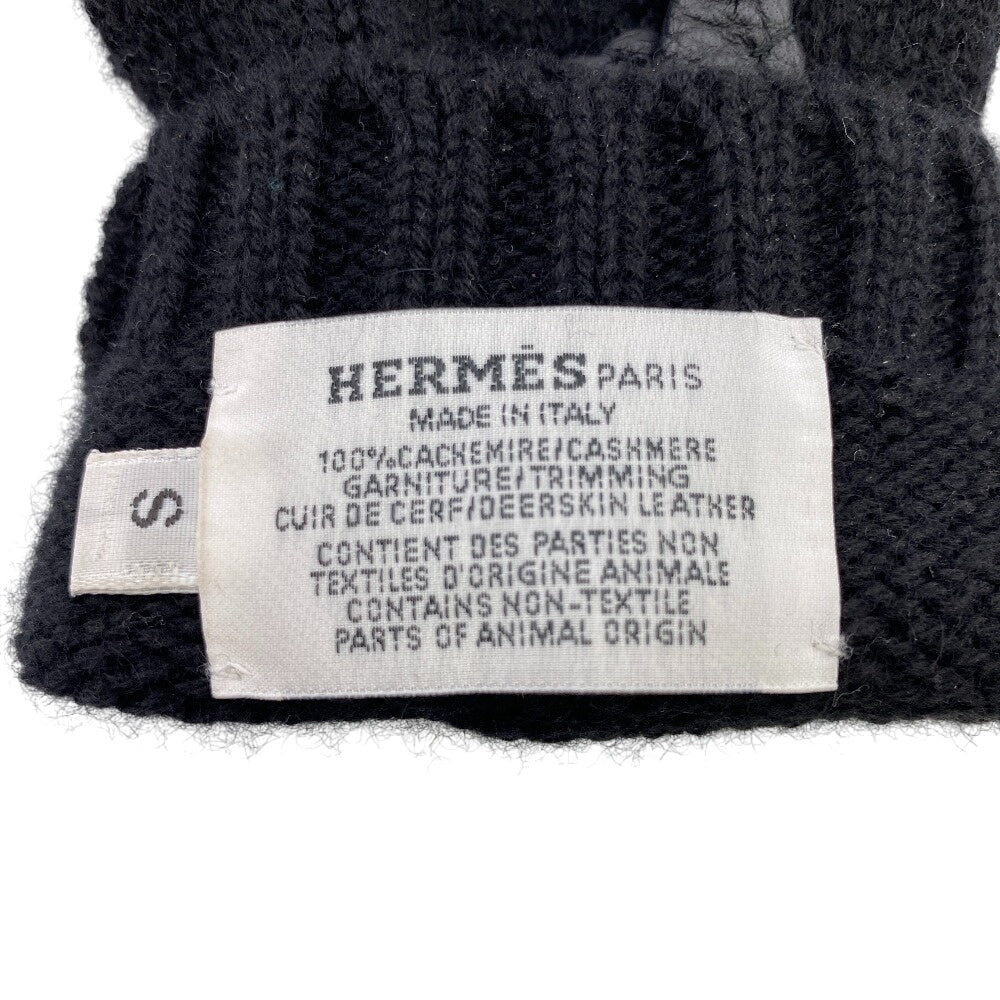 HERMÈS PARIS
MADE IN ITALY
100%CACHEMIRE/CASHMERE
GARNITURE/TRIMMING
CUIR DE CERF/DEERSKIN LEATHER
CONTIENT DES PARTIES NON
TEXTILES D'ORIGINE ANIMALE
CONTAINS NON-TEXTILE
PARTS OF ANIMAL ORIGIN
S